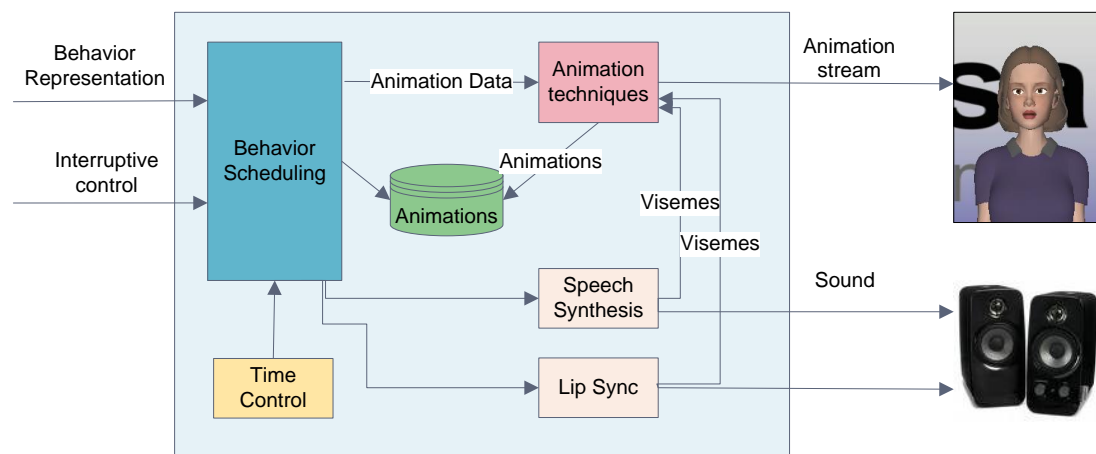 Behavior
Representation
Interruptive
control
Behavior
Scheduling
Time
Control
Animation Data
Animation
techniques
Animations
Animations
Visemes
Visemes
Speech
Synthesis
Lip Sync
Animation
stream
Sound
sa